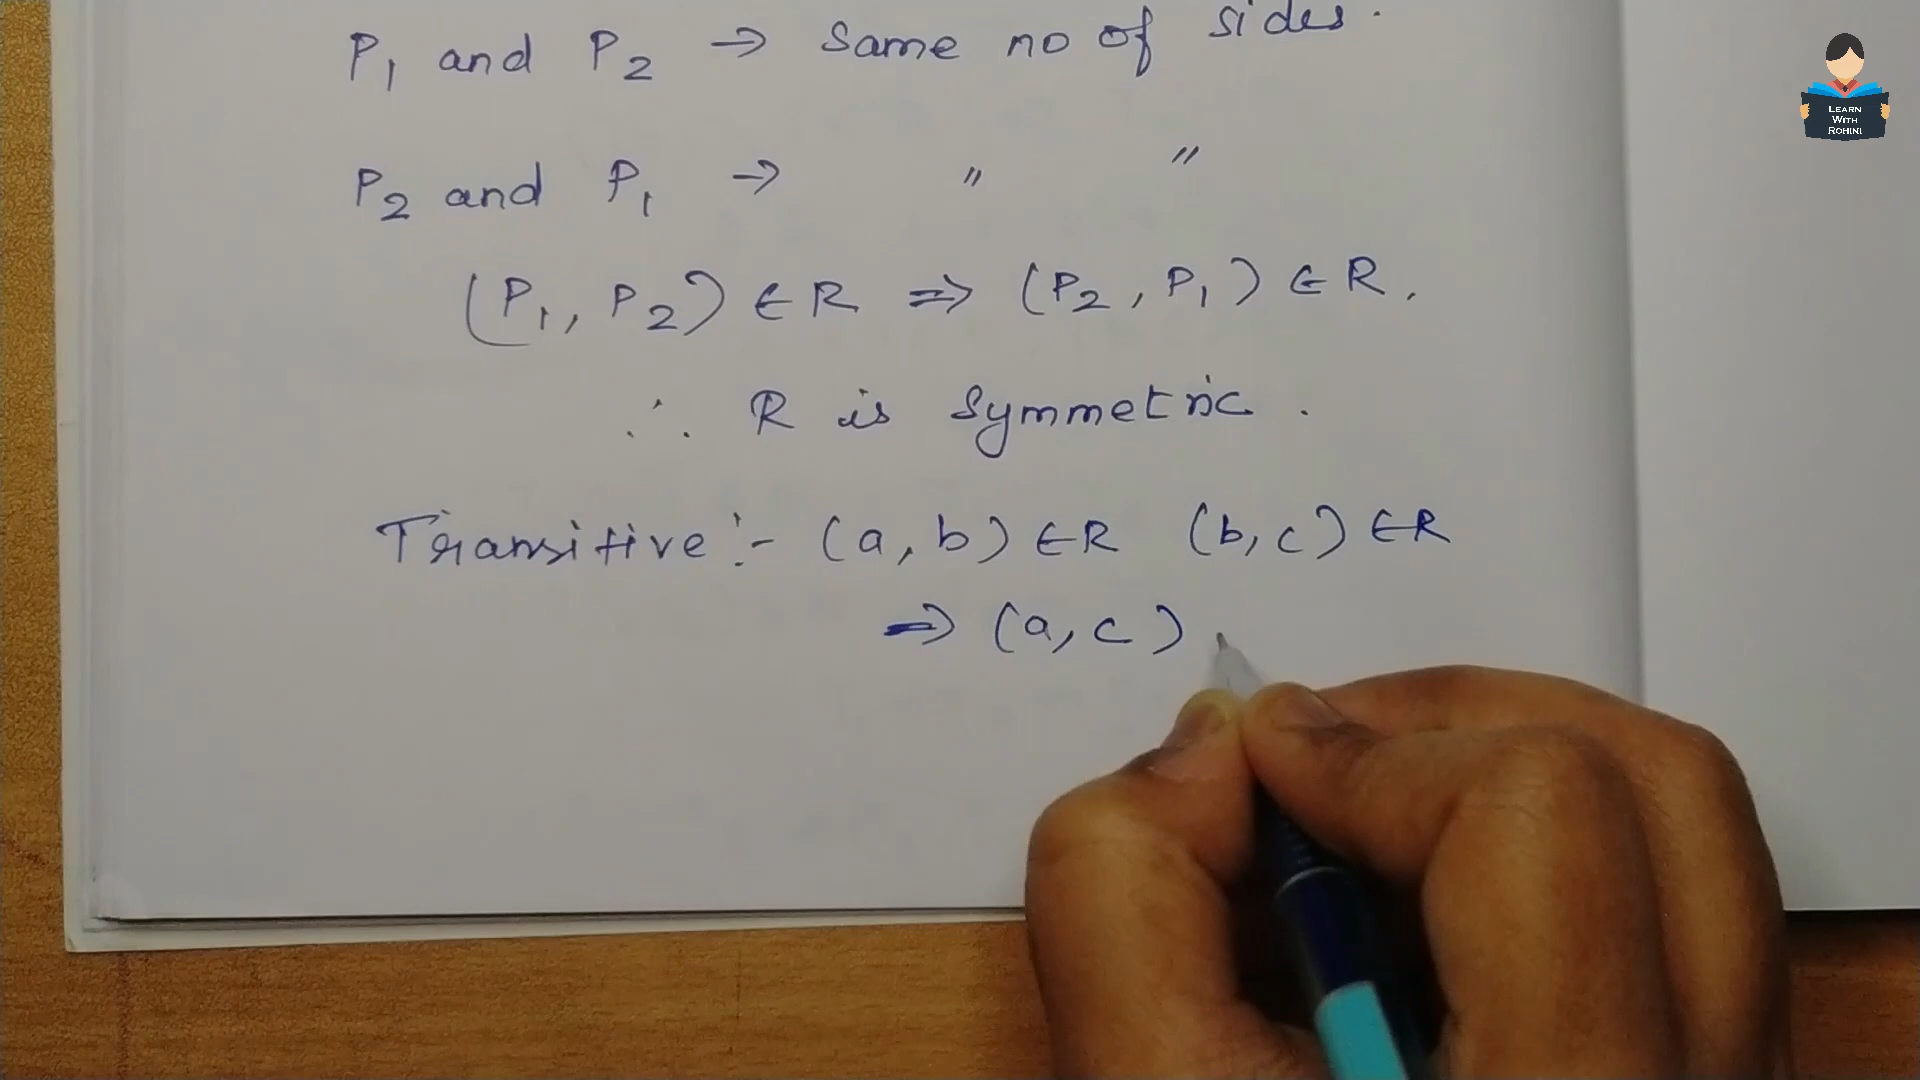 P₁ and P₂ → Same no of sides.
P₂ and P₁ → " "
(P₁, P₂) ∈ R ⇒ (P₂, P₁) ∈ R.
∴ R is Symmetric.
Transitive :- (a, b) ∈ R (b, c) ∈ R
⇒ (a, c)
LEARN
WITH
ROHINI